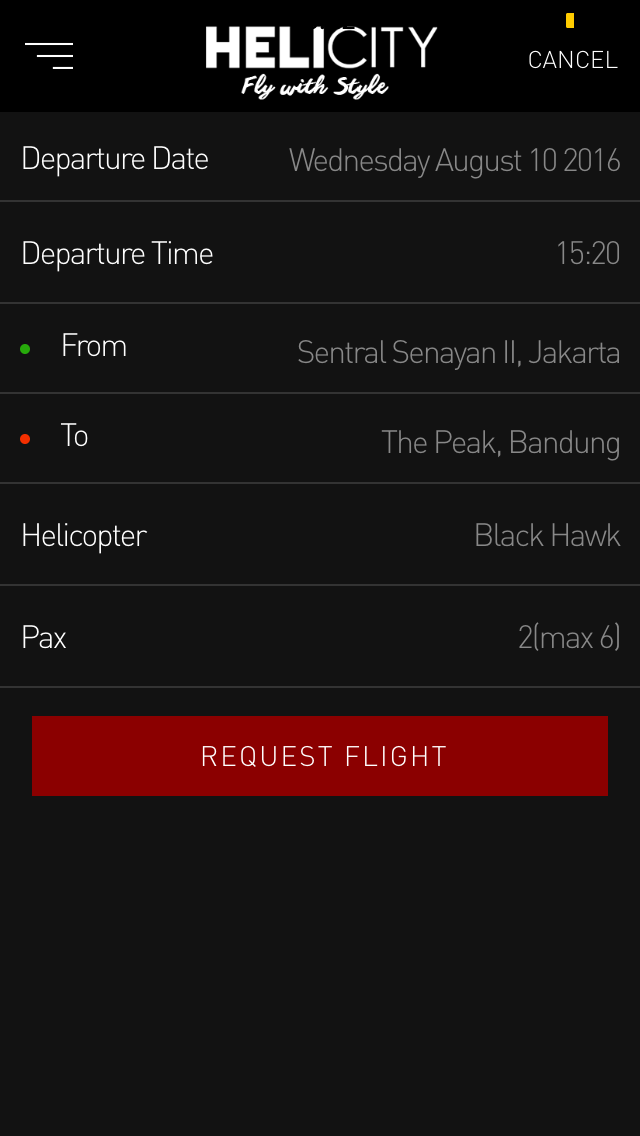 HELICITY
Fly with Style
CANCEL
Departure Date Wednesday August 10 2016
Departure Time 15:20
From Sentral Senayan II, Jakarta
To The Peak, Bandung
Helicopter Black Hawk
Pax 2(max 6)
REQUEST FLIGHT